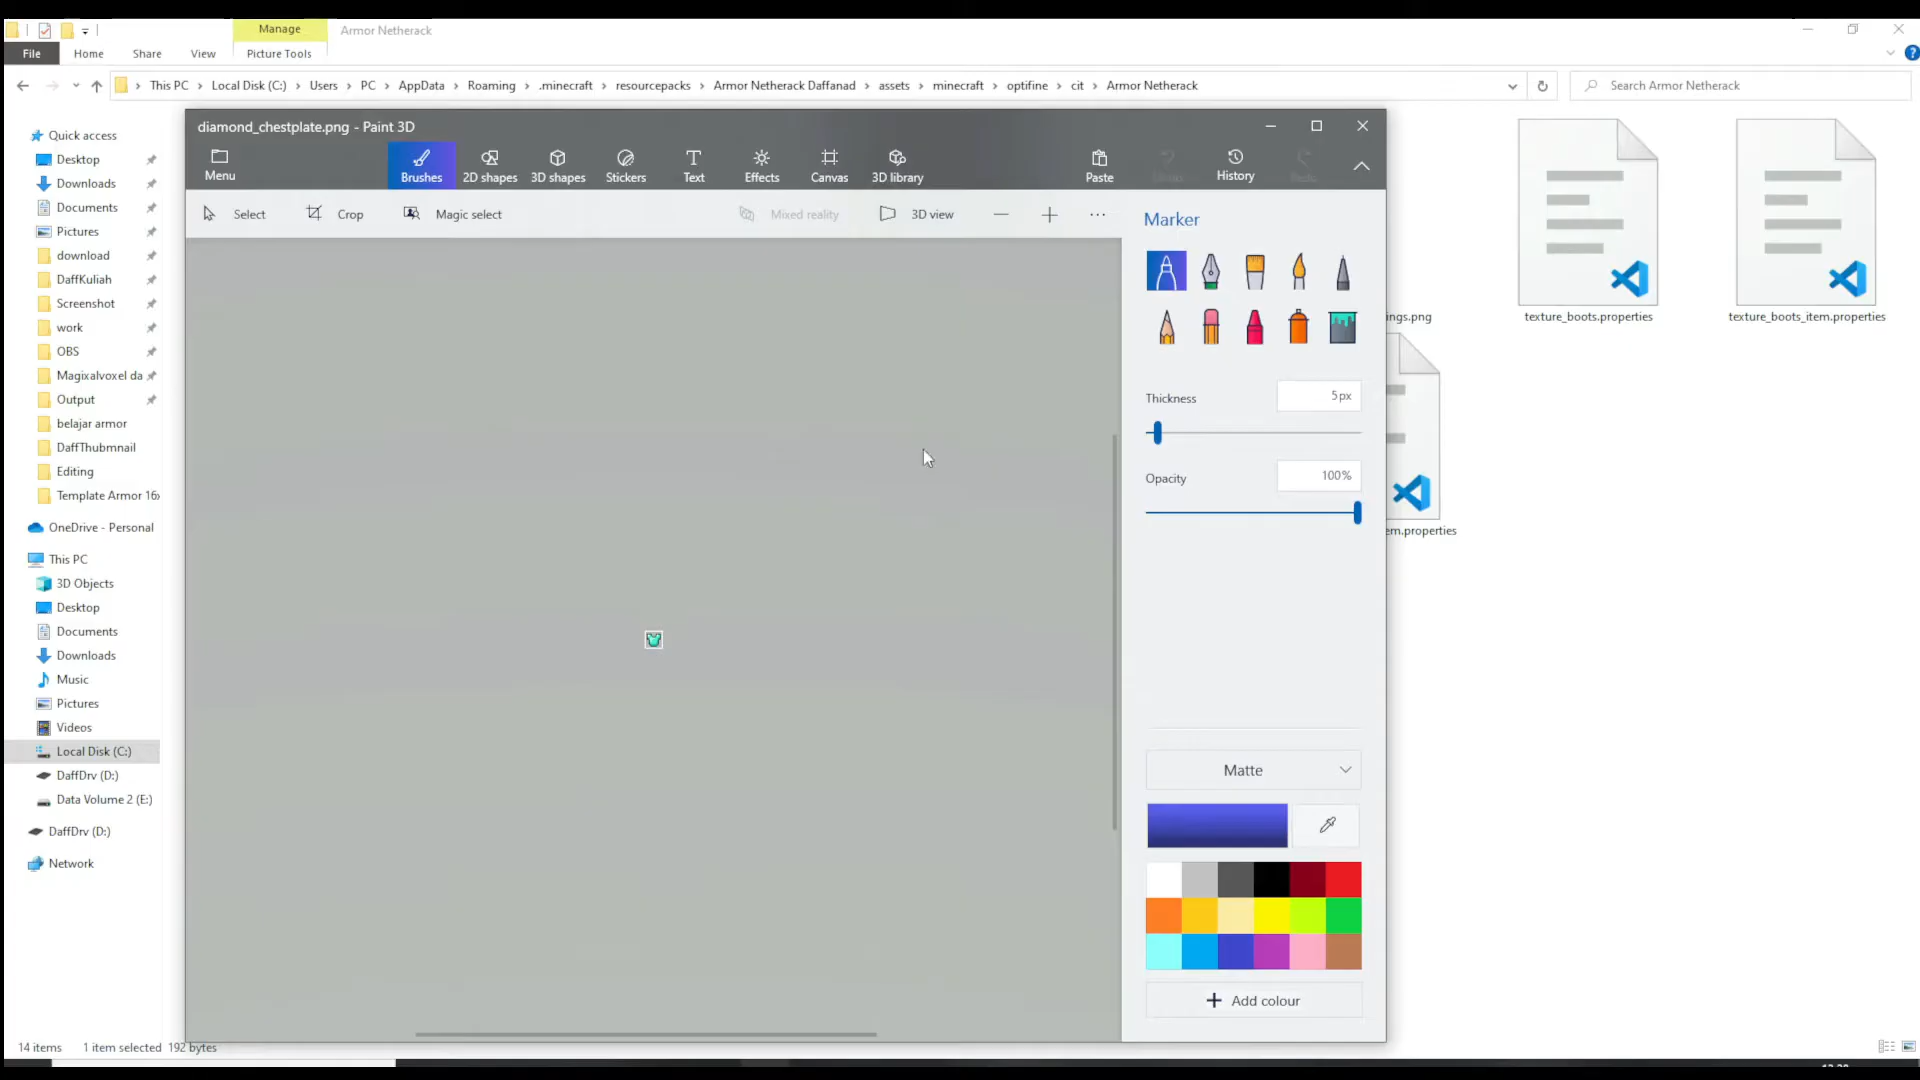 Manage
Armor Netherack
File
Home
Share
View
Picture Tools
This PC
Local Disk (C:)
Users
PC
AppData
Roaming
.minecraft
resourcepacks
Armor Netherack Daffanad
assets
minecraft
optifine
cit
Armor Netherack
Search Armor Netherack
Quick access
Desktop
Downloads
Documents
Pictures
download
DaffKuliah
Screenshot
work
OBS
Magixalvoxel da
Output
belajar armor
DaffThubmnail
Editing
Template Armor 16x
OneDrive - Personal
This PC
3D Objects
Desktop
Documents
Downloads
Music
Pictures
Videos
Local Disk (C:)
DaffDrv (D:)
Data Volume 2 (E:)
DaffDrv (D:)
Network
diamond_chestplate.png - Paint 3D
Menu
Brushes
2D shapes
3D shapes
Stickers
Text
Effects
Canvas
3D library
Paste
History
Select
Crop
Magic select
Mixed reality
3D view
Marker
Thickness
5px
Opacity
100%
Matte
Add colour
ings.png
texture_boots.properties
texture_boots_item.properties
em.properties
14 items
1 item selected
192 bytes